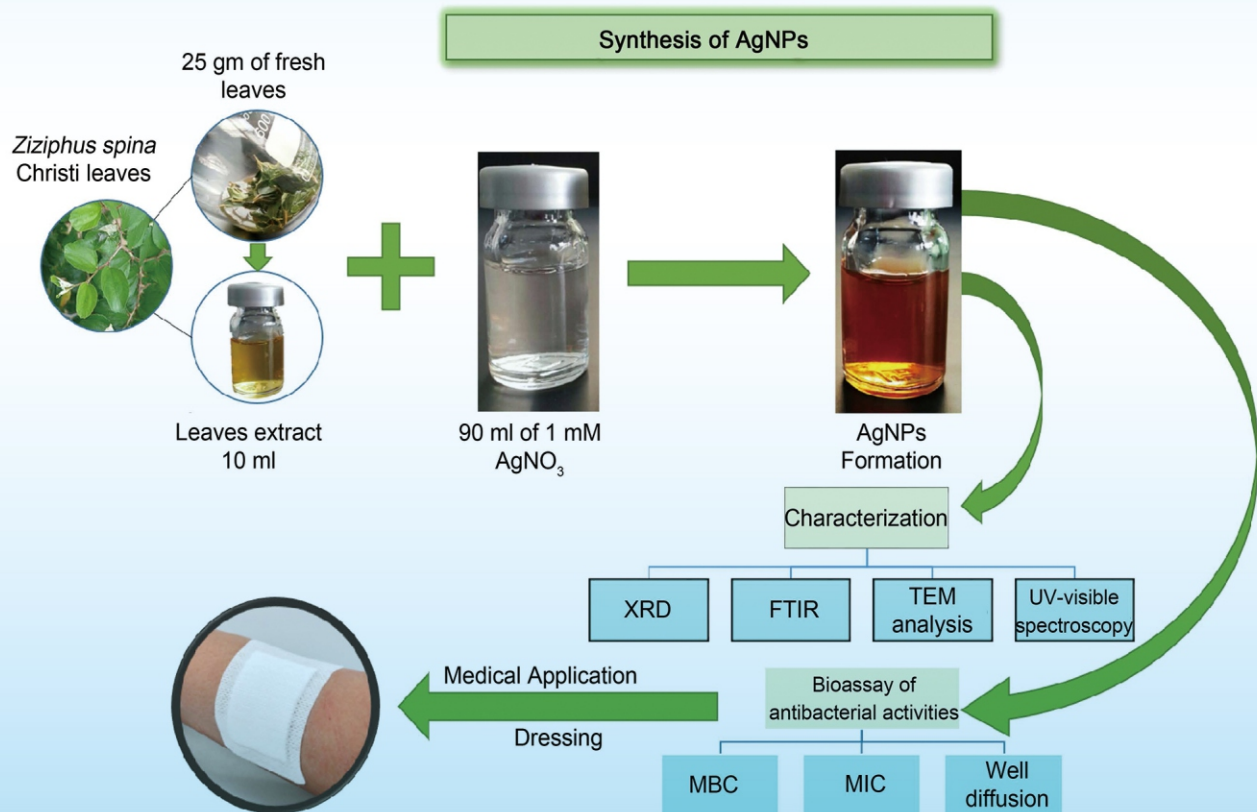 Synthesis of AgNPs
25 gm of fresh
leaves
Ziziphus spina
Christi leaves
Leaves extract
10 ml
90 ml of 1 mM
AgNO₃
AgNPs
Formation
Characterization
XRD
FTIR
TEM
analysis
UV-visible
spectroscopy
Bioassay of
antibacterial activities
MBC
MIC
Well
diffusion
Medical Application
Dressing